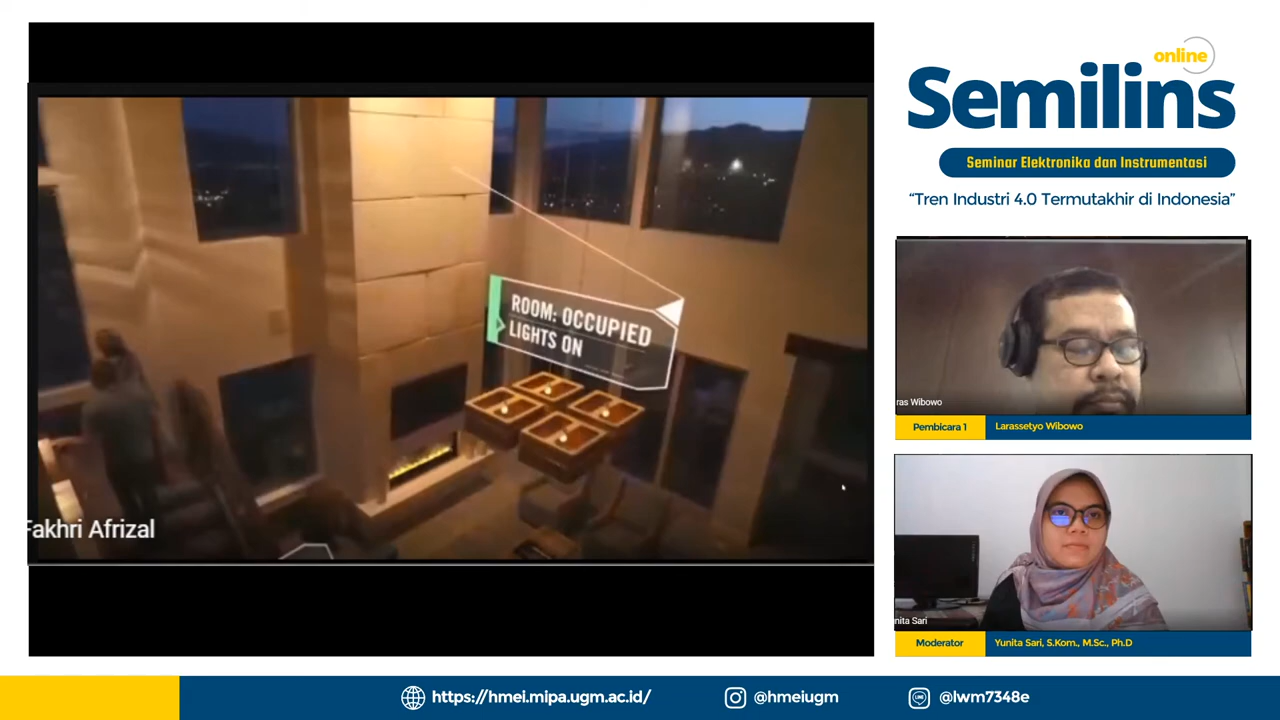 online
Semilins
Seminar Elektronika dan Instrumentasi
“Tren Industri 4.0 Termutakhir di Indonesia”
ROOM: OCCUPIED
LIGHTS ON
Fakhri Afrizal
ras Wibowo
Pembicara 1
Larassetyo Wibowo
nita Sari
Moderator
Yunita Sari, S.Kom., M.Sc., Ph.D
https://hmei.mipa.ugm.ac.id/
@hmeiugm
LINE
@lwm7348e